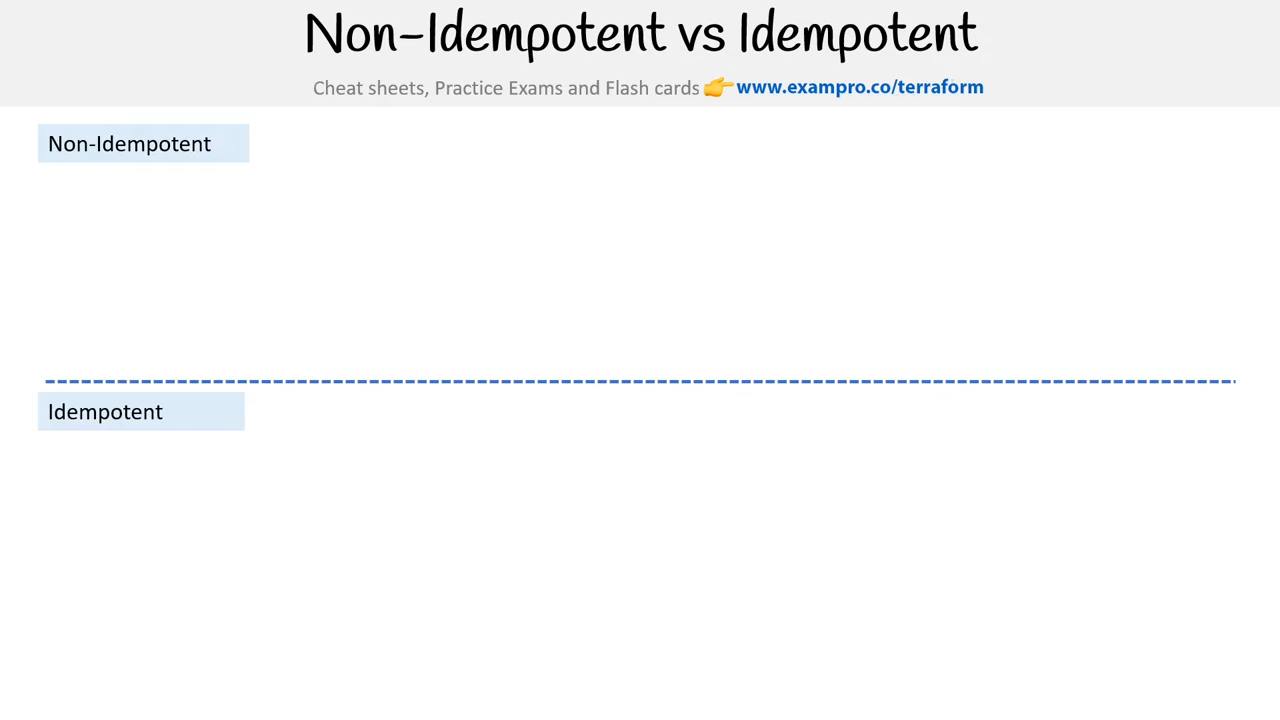 Non-Idempotent vs Idempotent
Cheat sheets, Practice Exams and Flash cards 👉 www.exampro.co/terraform
Non-Idempotent
Idempotent